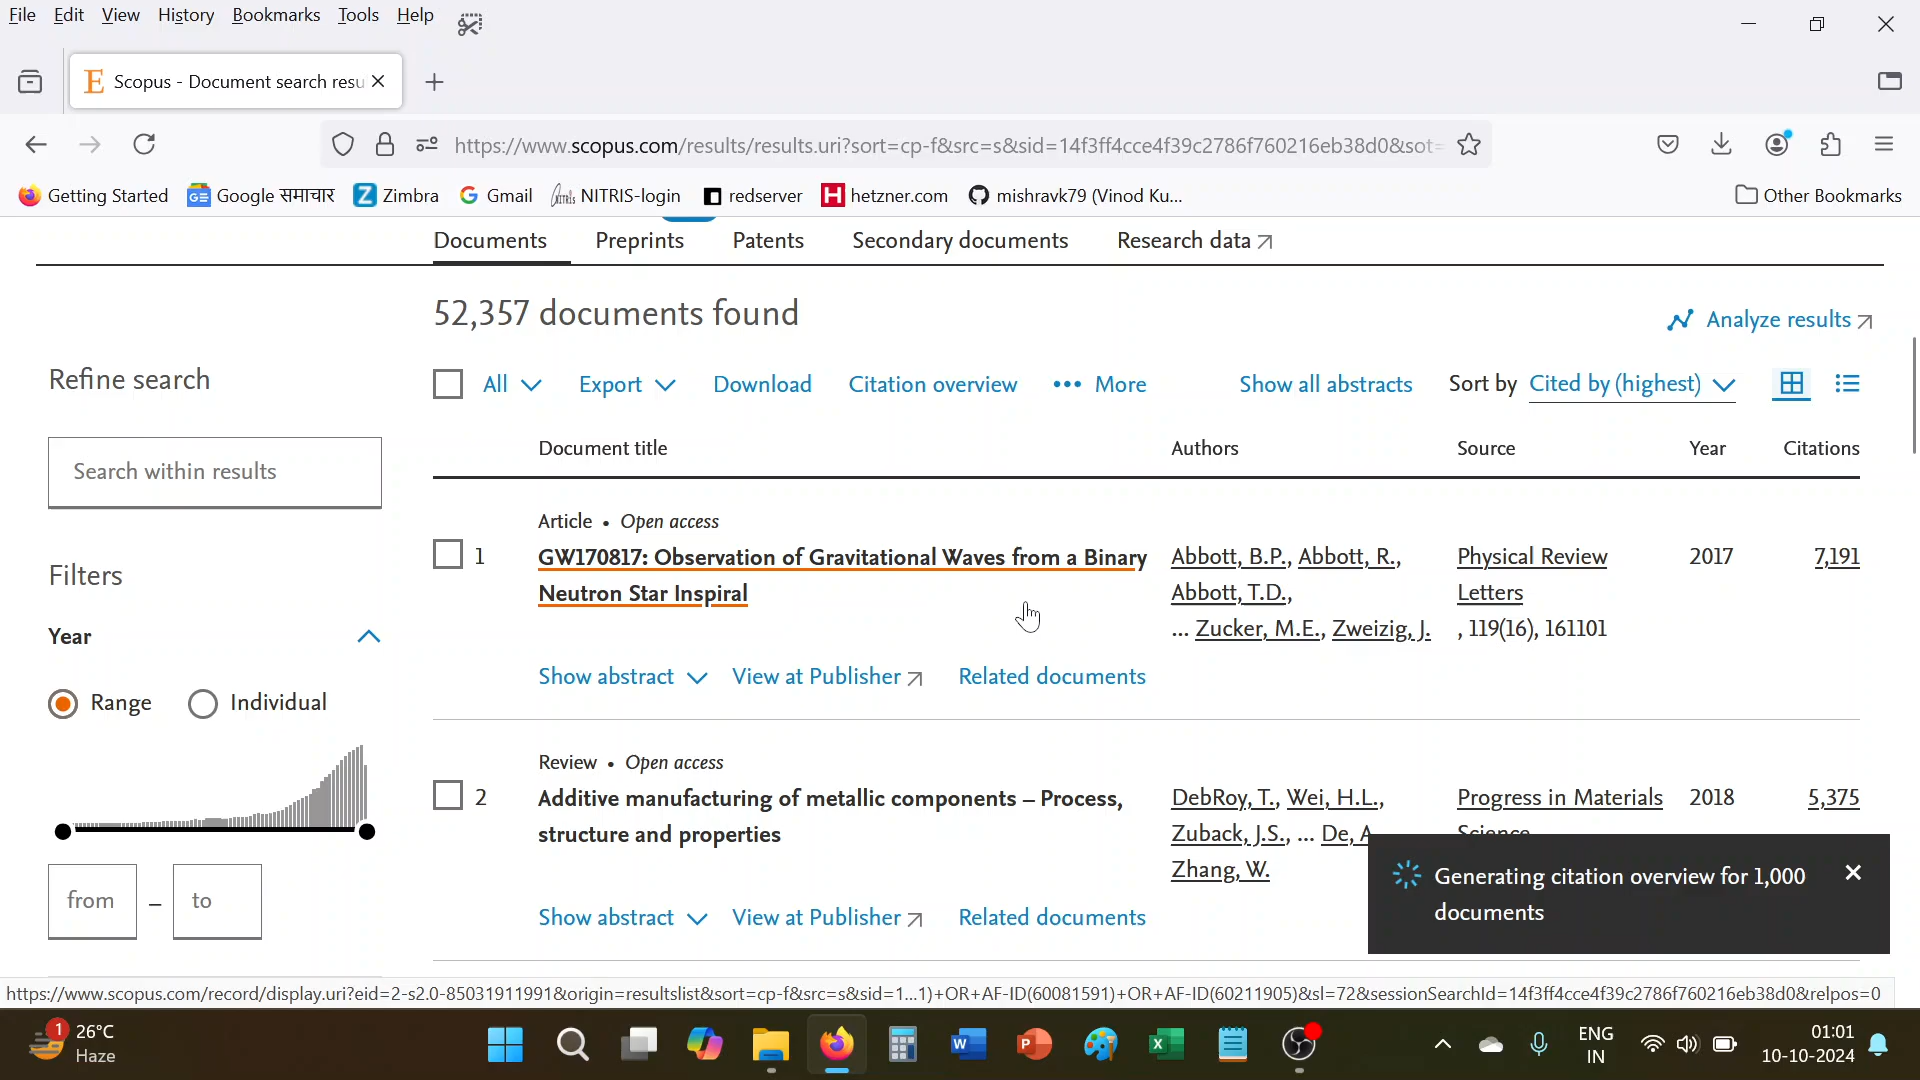 File Edit View History Bookmarks Tools Help
Scopus - Document search resu
https://www.scopus.com/results/results.uri?sort=cp-f&src=s&sid=14f3ff4cce4f39c2786f760216eb38d0&sot=
Getting Started Google समाचार Zimbra Gmail NITRIS-login redserver hetzner.com mishravk79 (Vinod Ku... Other Bookmarks
Documents Preprints Patents Secondary documents Research data
52,357 documents found
Analyze results
Refine search
All Export Download Citation overview ••• More Show all abstracts Sort by Cited by (highest)
Document title Authors Source Year Citations
Search within results
Article • Open access
1 GW170817: Observation of Gravitational Waves from a Binary Abbott, B.P., Abbott, R., Physical Review 2017 7,191
Neutron Star Inspiral Abbott, T.D., Letters
... Zucker, M.E., Zweizig, J. , 119(16), 161101
Filters
Year
Show abstract View at Publisher Related documents
Range Individual
Review • Open access
2 Additive manufacturing of metallic components – Process, DebRoy, T., Wei, H.L., Progress in Materials 2018 5,375
structure and properties Zuback, J.S., ... De, A Science
Zhang, W.
from – to
Show abstract View at Publisher Related documents
Generating citation overview for 1,000
documents
https://www.scopus.com/record/display.uri?eid=2-s2.0-85031911991&origin=resultslist&sort=cp-f&src=s&sid=1...1)+OR+AF-ID(60081591)+OR+AF-ID(60211905)&sl=72&sessionSearchId=14f3ff4cce4f39c2786f760216eb38d0&relpos=0
1 26°C
Haze
ENG
IN
01:01
10-10-2024